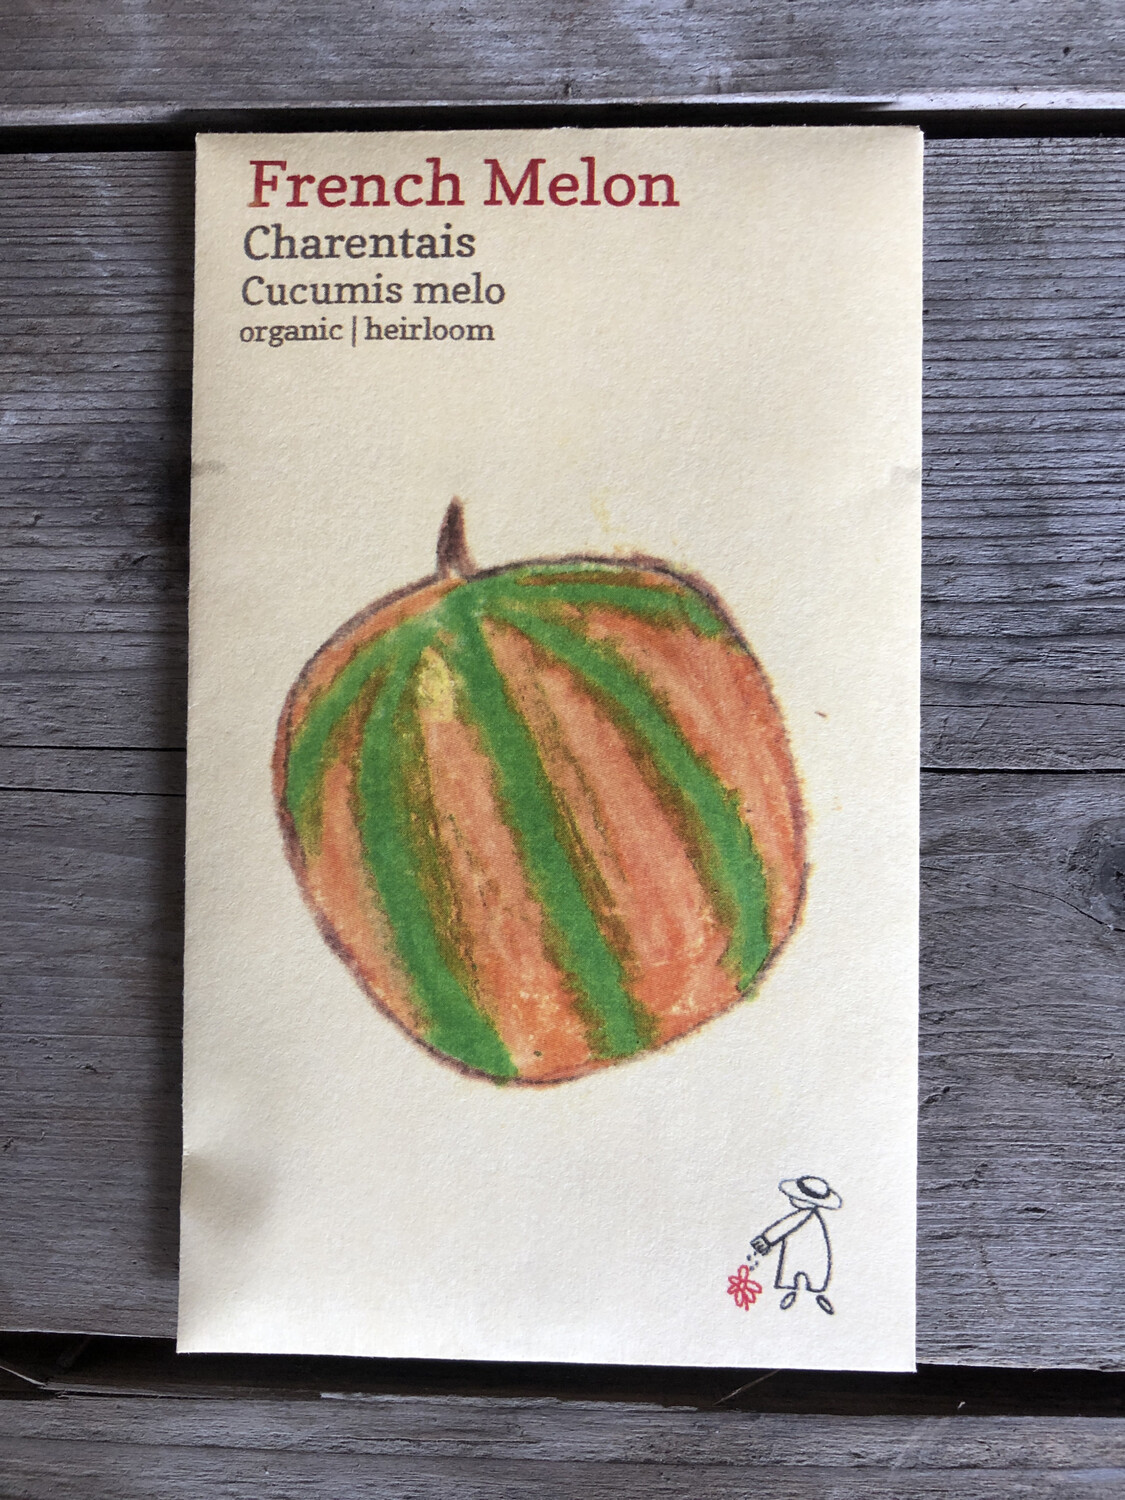 French Melon
Charentais
Cucumis melo
organic | heirloom